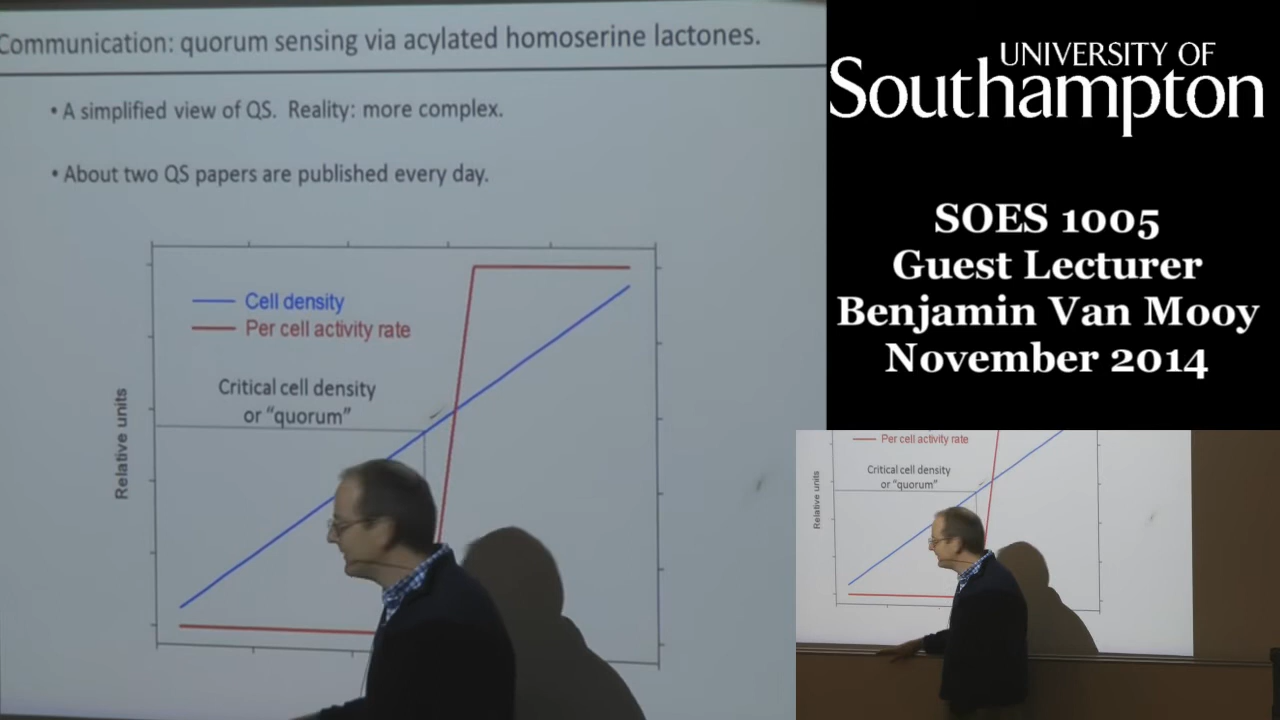 Communication: quorum sensing via acylated homoserine lactones.
• A simplified view of QS. Reality: more complex.
• About two QS papers are published every day.
Cell density
Per cell activity rate
Critical cell density
or “quorum”
Relative units
UNIVERSITY OF
Southampton
SOES 1005
Guest Lecturer
Benjamin Van Mooy
November 2014
Per cell activity rate
Critical cell density
or “quorum”
Relative units